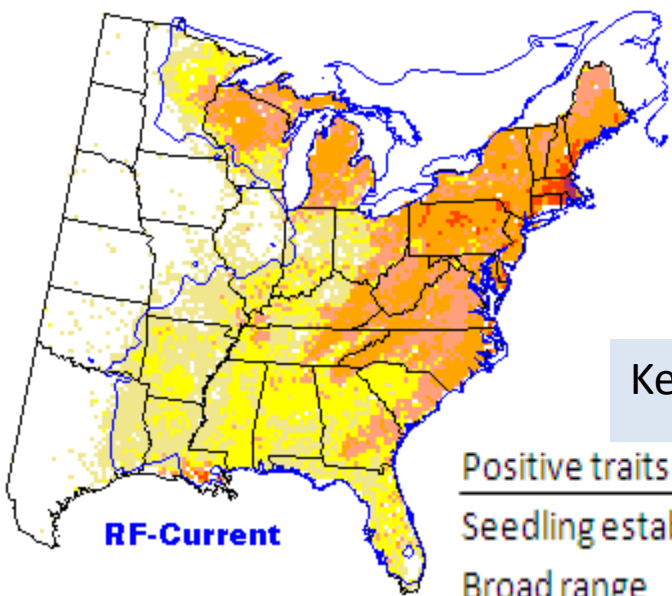 Ke
Positive traits
RF-Current
Seedling estal
Broad range